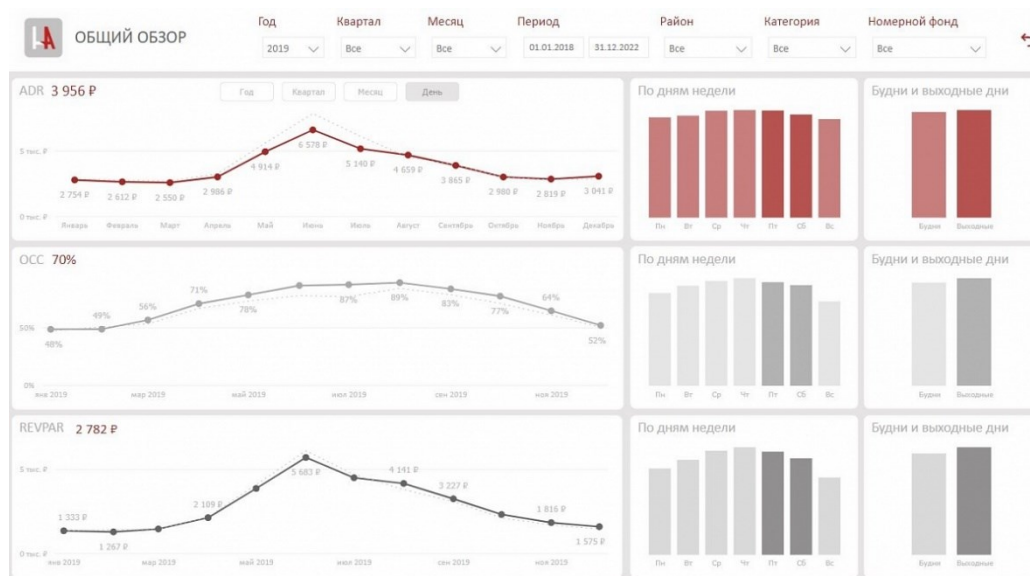 Год Квартал Месяц Период Район Категория Номерной фонд
ОБЩИЙ ОБЗОР
2019 Все Все 01.01.2018 31.12.2022 Все Все Все
ADR 3 956 ₽
Год Квартал Месяц День
5 тыс. ₽
2 754 ₽ 2 612 ₽ 2 550 ₽ 2 986 ₽ 4 914 ₽ 6 578 ₽ 5 140 ₽ 4 659 ₽ 3 865 ₽ 2 980 ₽ 2 819 ₽ 3 041 ₽
0 тыс. ₽
Январь Февраль Март Апрель Май Июнь Июль Август Сентябрь Октябрь Ноябрь Декабрь
По дням недели
Пн Вт Ср Чт Пт Сб Вс
Будни и выходные дни
Будни Выходные
OCC 70%
50%
48% 49% 56% 71% 78% 87% 89% 83% 77% 64% 52%
0%
янв 2019 мар 2019 май 2019 июл 2019 сен 2019 ноя 2019
По дням недели
Пн Вт Ср Чт Пт Сб Вс
Будни и выходные дни
Будни Выходные
REVPAR 2 782 ₽
5 тыс. ₽
1 333 ₽ 1 267 ₽ 2 109 ₽ 5 683 ₽ 4 141 ₽ 3 227 ₽ 1 816 ₽ 1 575 ₽
0 тыс. ₽
янв 2019 мар 2019 май 2019 июл 2019 сен 2019 ноя 2019
По дням недели
Пн Вт Ср Чт Пт Сб Вс
Будни и выходные дни
Будни Выходные